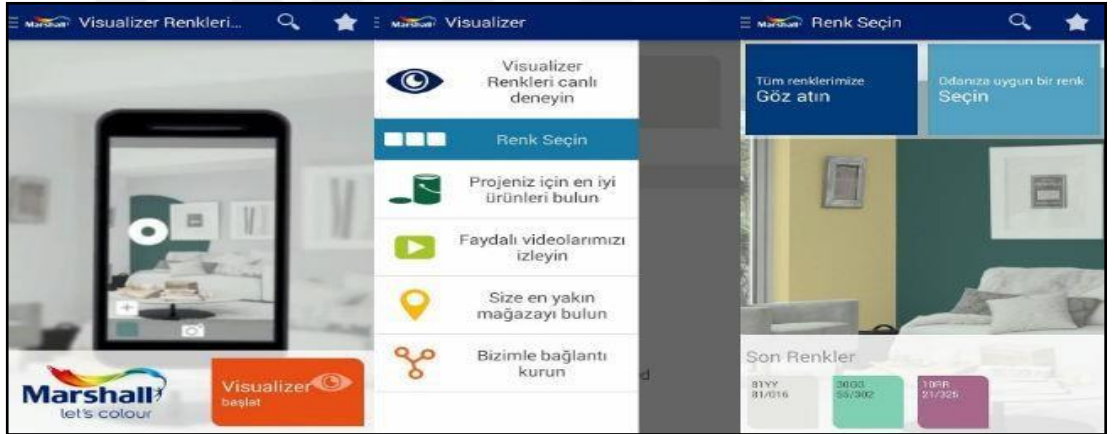 Marshall Visualizer Renkleri...
Marshall
let's colour
Visualizer
başlat
Marshall Visualizer
Visualizer
Renkleri canlı
deneyin
Renk Seçin
Projeniz için en iyi
ürünleri bulun
Faydalı videolarımızı
izleyin
Size en yakın
mağazayı bulun
Bizimle bağlantı
kurun
Marshall Renk Seçin
Tüm renklerimize
Göz atın
Odanıza uygun bir renk
Seçin
Son Renkler
81YY
81/016
30GG
55/302
10RR
21/325